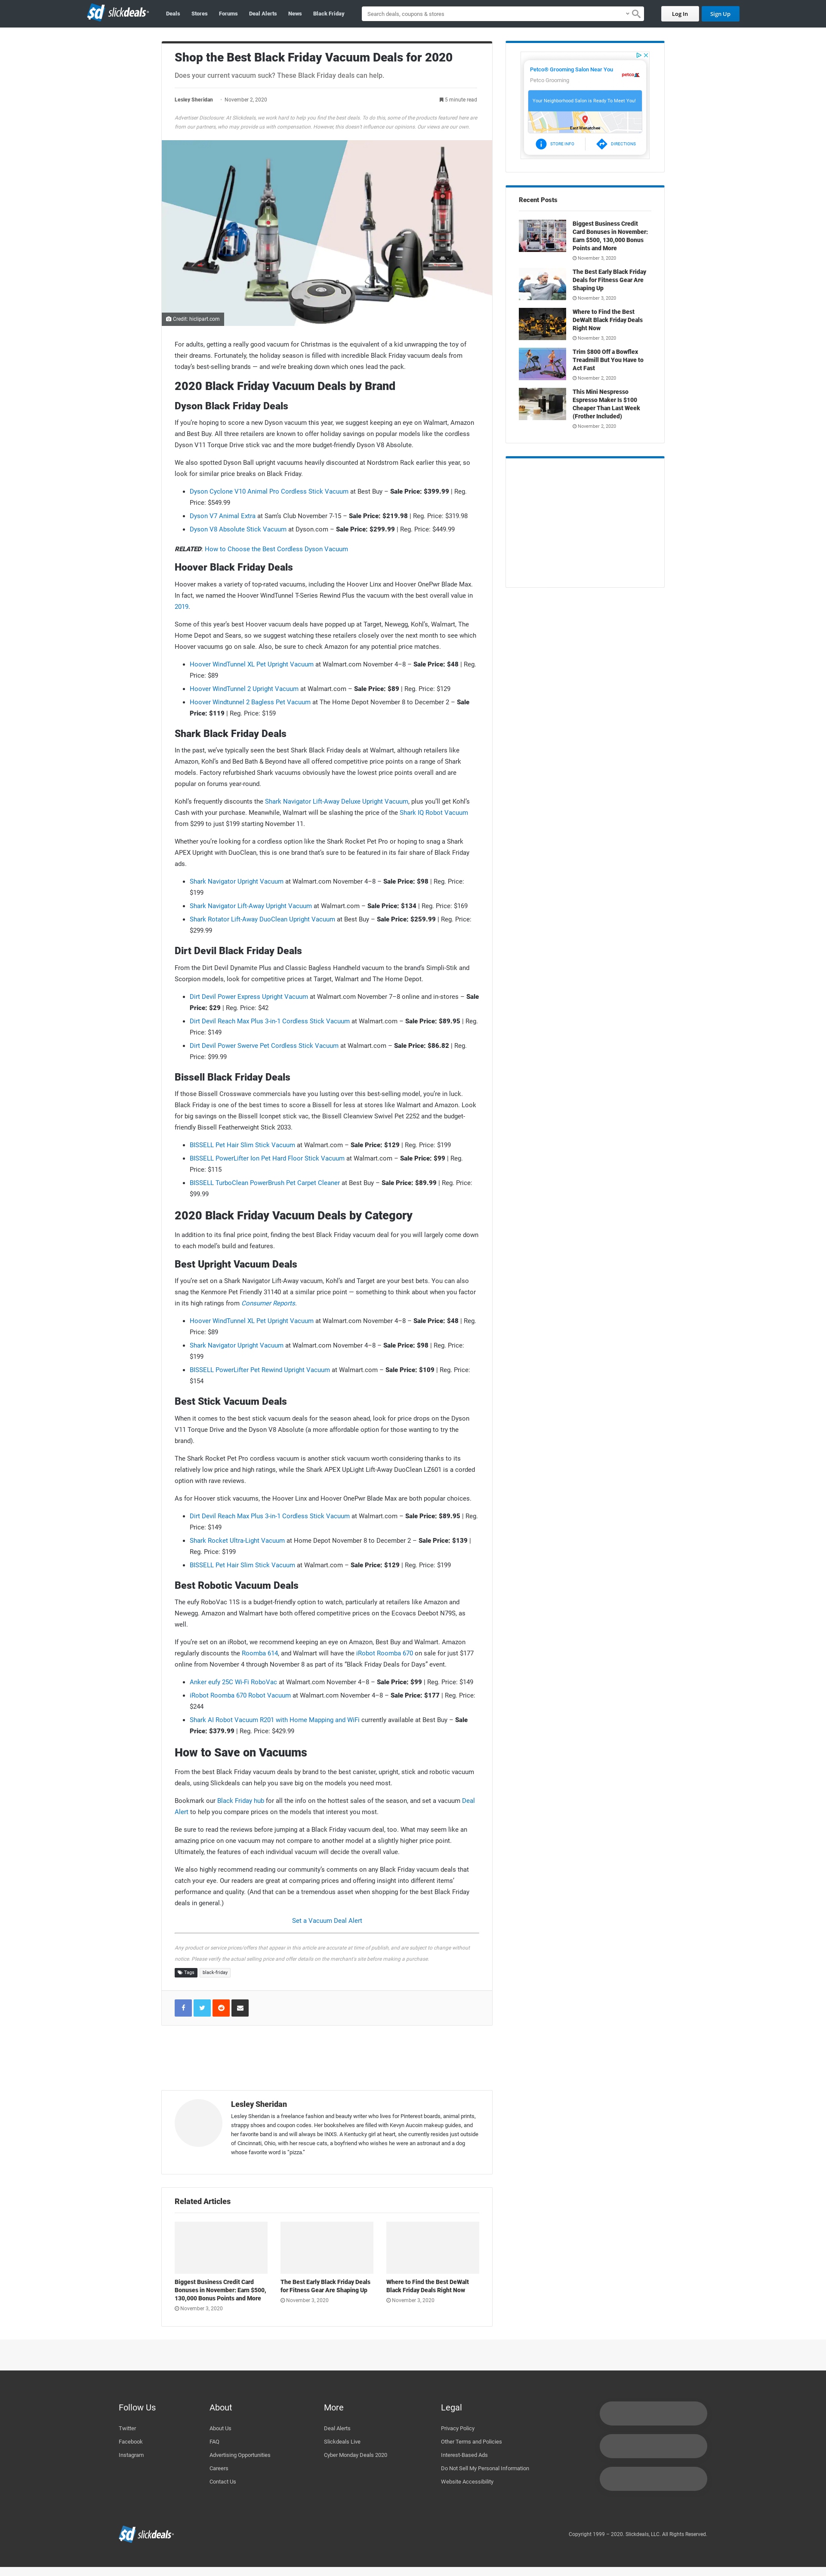 slickdeals
Deals Stores Forums Deal Alerts News Black Friday
Search deals, coupons & stores
Log In
Sign Up
Shop the Best Black Friday Vacuum Deals for 2020
Does your current vacuum suck? These Black Friday deals can help.
Lesley Sheridan
November 2, 2020
5 minute read
Advertiser Disclosure: At Slickdeals, we work hard to help you find the best deals. To do this, some of the products featured here are
from our partners, who may provide us with compensation. However, this doesn't influence our opinions. Our views are our own.
Credit: hiclipart.com
For adults, getting a really good vacuum for Christmas is the equivalent of a kid unwrapping the toy of
their dreams. Fortunately, the holiday season is filled with incredible Black Friday vacuum deals from
today's best-selling brands — and we've been breaking down which ones lead the pack.
2020 Black Friday Vacuum Deals by Brand
Dyson Black Friday Deals
If you're hoping to score a new Dyson vacuum this year, we suggest keeping an eye on Walmart, Amazon
and Best Buy. All three retailers are known to offer holiday savings on popular models like the cordless
Dyson V11 Torque Drive stick vac and the more budget-friendly Dyson V8 Absolute.
We also spotted Dyson Ball upright vacuums heavily discounted at Nordstrom Rack earlier this year, so
look for similar price breaks on Black Friday.
• Dyson Cyclone V10 Animal Pro Cordless Stick Vacuum at Best Buy – Sale Price: $399.99 | Reg.
Price: $549.99
• Dyson V7 Animal Extra at Sam's Club November 7-15 – Sale Price: $219.98 | Reg. Price: $319.98
• Dyson V8 Absolute Stick Vacuum at Dyson.com – Sale Price: $299.99 | Reg. Price: $449.99
RELATED: How to Choose the Best Cordless Dyson Vacuum
Hoover Black Friday Deals
Hoover makes a variety of top-rated vacuums, including the Hoover Linx and Hoover OnePwr Blade Max.
In fact, we named the Hoover WindTunnel T-Series Rewind Plus the vacuum with the best overall value in
2019.
Some of this year's best Hoover vacuum deals have popped up at Target, Newegg, Kohl's, Walmart, The
Home Depot and Sears, so we suggest watching these retailers closely over the next month to see which
Hoover vacuums go on sale. Also, be sure to check Amazon for any potential price matches.
• Hoover WindTunnel XL Pet Upright Vacuum at Walmart.com November 4–8 – Sale Price: $48 | Reg.
Price: $89
• Hoover WindTunnel 2 Upright Vacuum at Walmart.com – Sale Price: $89 | Reg. Price: $129
• Hoover Windtunnel 2 Bagless Pet Vacuum at The Home Depot November 8 to December 2 – Sale
Price: $119 | Reg. Price: $159
Shark Black Friday Deals
In the past, we've typically seen the best Shark Black Friday deals at Walmart, although retailers like
Amazon, Kohl's and Bed Bath & Beyond have all offered competitive price points on a range of Shark
models. Factory refurbished Shark vacuums obviously have the lowest price points overall and are
popular on forums year-round.
Kohl's frequently discounts the Shark Navigator Lift-Away Deluxe Upright Vacuum, plus you'll get Kohl's
Cash with your purchase. Meanwhile, Walmart will be slashing the price of the Shark IQ Robot Vacuum
from $299 to just $199 starting November 11.
Whether you're looking for a cordless option like the Shark Rocket Pet Pro or hoping to snag a Shark
APEX Upright with DuoClean, this is one brand that's sure to be featured in its fair share of Black Friday
ads.
• Shark Navigator Upright Vacuum at Walmart.com November 4–8 – Sale Price: $98 | Reg. Price:
$199
• Shark Navigator Lift-Away Upright Vacuum at Walmart.com – Sale Price: $134 | Reg. Price: $169
• Shark Rotator Lift-Away DuoClean Upright Vacuum at Best Buy – Sale Price: $259.99 | Reg. Price:
$299.99
Dirt Devil Black Friday Deals
From the Dirt Devil Dynamite Plus and Classic Bagless Handheld vacuum to the brand's Simpli-Stik and
Scorpion models, look for competitive prices at Target, Walmart and The Home Depot.
• Dirt Devil Power Express Upright Vacuum at Walmart.com November 7–8 online and in-stores – Sale
Price: $29 | Reg. Price: $42
• Dirt Devil Reach Max Plus 3-in-1 Cordless Stick Vacuum at Walmart.com – Sale Price: $89.95 | Reg.
Price: $149
• Dirt Devil Power Swerve Pet Cordless Stick Vacuum at Walmart.com – Sale Price: $86.82 | Reg.
Price: $99.99
Bissell Black Friday Deals
If those Bissell Crosswave commercials have you lusting over this best-selling model, you're in luck.
Black Friday is one of the best times to score a Bissell for less at stores like Walmart and Amazon. Look
for big savings on the Bissell Iconpet stick vac, the Bissell Cleanview Swivel Pet 2252 and the budget-
friendly Bissell Featherweight Stick 2033.
• BISSELL Pet Hair Slim Stick Vacuum at Walmart.com – Sale Price: $129 | Reg. Price: $199
• BISSELL PowerLifter Ion Pet Hard Floor Stick Vacuum at Walmart.com – Sale Price: $99 | Reg.
Price: $115
• BISSELL TurboClean PowerBrush Pet Carpet Cleaner at Best Buy – Sale Price: $89.99 | Reg. Price:
$99.99
2020 Black Friday Vacuum Deals by Category
In addition to its final price point, finding the best Black Friday vacuum deal for you will largely come down
to each model's build and features.
Best Upright Vacuum Deals
If you're set on a Shark Navigator Lift-Away vacuum, Kohl's and Target are your best bets. You can also
snag the Kenmore Pet Friendly 31140 at a similar price point — something to think about when you factor
in its high ratings from Consumer Reports.
• Hoover WindTunnel XL Pet Upright Vacuum at Walmart.com November 4–8 – Sale Price: $48 | Reg.
Price: $89
• Shark Navigator Upright Vacuum at Walmart.com November 4–8 – Sale Price: $98 | Reg. Price:
$199
• BISSELL PowerLifter Pet Rewind Upright Vacuum at Walmart.com – Sale Price: $109 | Reg. Price:
$154
Best Stick Vacuum Deals
When it comes to the best stick vacuum deals for the season ahead, look for price drops on the Dyson
V11 Torque Drive and the Dyson V8 Absolute (a more affordable option for those wanting to try the
brand).
The Shark Rocket Pet Pro cordless vacuum is another stick vacuum worth considering thanks to its
relatively low price and high ratings, while the Shark APEX UpLight Lift-Away DuoClean LZ601 is a corded
option with rave reviews.
As for Hoover stick vacuums, the Hoover Linx and Hoover OnePwr Blade Max are both popular choices.
• Dirt Devil Reach Max Plus 3-in-1 Cordless Stick Vacuum at Walmart.com – Sale Price: $89.95 | Reg.
Price: $149
• Shark Rocket Ultra-Light Vacuum at Home Depot November 8 to December 2 – Sale Price: $139 |
Reg. Price: $199
• BISSELL Pet Hair Slim Stick Vacuum at Walmart.com – Sale Price: $129 | Reg. Price: $199
Best Robotic Vacuum Deals
The eufy RoboVac 11S is a budget-friendly option to watch, particularly at retailers like Amazon and
Newegg. Amazon and Walmart have both offered competitive prices on the Ecovacs Deebot N79S, as
well.
If you're set on an iRobot, we recommend keeping an eye on Amazon, Best Buy and Walmart. Amazon
regularly discounts the Roomba 614, and Walmart will have the iRobot Roomba 670 on sale for just $177
online from November 4 through November 8 as part of its "Black Friday Deals for Days" event.
• Anker eufy 25C Wi-Fi RoboVac at Walmart.com November 4–8 – Sale Price: $99 | Reg. Price: $149
• iRobot Roomba 670 Robot Vacuum at Walmart.com November 4–8 – Sale Price: $177 | Reg. Price:
$244
• Shark AI Robot Vacuum R201 with Home Mapping and WiFi currently available at Best Buy – Sale
Price: $379.99 | Reg. Price: $429.99
How to Save on Vacuums
From the best Black Friday vacuum deals by brand to the best canister, upright, stick and robotic vacuum
deals, using Slickdeals can help you save big on the models you need most.
Bookmark our Black Friday hub for all the info on the hottest sales of the season, and set a vacuum Deal
Alert to help you compare prices on the models that interest you most.
Be sure to read the reviews before jumping at a Black Friday vacuum deal, too. What may seem like an
amazing price on one vacuum may not compare to another model at a slightly higher price point.
Ultimately, the features of each individual vacuum will decide the overall value.
We also highly recommend reading our community's comments on any Black Friday vacuum deals that
catch your eye. Our readers are great at comparing prices and offering insight into different items'
performance and quality. (And that can be a tremendous asset when shopping for the best Black Friday
deals in general.)
Set a Vacuum Deal Alert
Any product or service prices/offers that appear in this article are accurate at time of publish, and are subject to change without
notice. Please verify the actual selling price and offer details on the merchant's site before making a purchase.
Tags black-friday
Lesley Sheridan
Lesley Sheridan is a freelance fashion and beauty writer who lives for Pinterest boards, animal prints,
strappy shoes and coupon codes. Her bookshelves are filled with Kevyn Aucoin makeup guides, and
her favorite band is and will always be INXS. A Kentucky girl at heart, she currently resides just outside
of Cincinnati, Ohio, with her rescue cats, a boyfriend who wishes he were an astronaut and a dog
whose favorite word is "pizza."
Related Articles
Biggest Business Credit Card
Bonuses in November: Earn $500,
130,000 Bonus Points and More
November 3, 2020
The Best Early Black Friday Deals
for Fitness Gear Are Shaping Up
November 3, 2020
Where to Find the Best DeWalt
Black Friday Deals Right Now
November 3, 2020
Petco® Grooming Salon Near You
Petco Grooming
petco
Your Neighborhood Salon is Ready To Meet You!
East Wenatchee
STORE INFO
DIRECTIONS
Recent Posts
Biggest Business Credit
Card Bonuses in November:
Earn $500, 130,000 Bonus
Points and More
November 3, 2020
The Best Early Black Friday
Deals for Fitness Gear Are
Shaping Up
November 3, 2020
Where to Find the Best
DeWalt Black Friday Deals
Right Now
November 3, 2020
Trim $800 Off a Bowflex
Treadmill But You Have to
Act Fast
November 2, 2020
This Mini Nespresso
Espresso Maker Is $100
Cheaper Than Last Week
(Frother Included)
November 2, 2020
Follow Us
Twitter
Facebook
Instagram
About
About Us
FAQ
Advertising Opportunities
Careers
Contact Us
More
Deal Alerts
Slickdeals Live
Cyber Monday Deals 2020
Legal
Privacy Policy
Other Terms and Policies
Interest-Based Ads
Do Not Sell My Personal Information
Website Accessibility
slickdeals
Copyright 1999 – 2020. Slickdeals, LLC. All Rights Reserved.